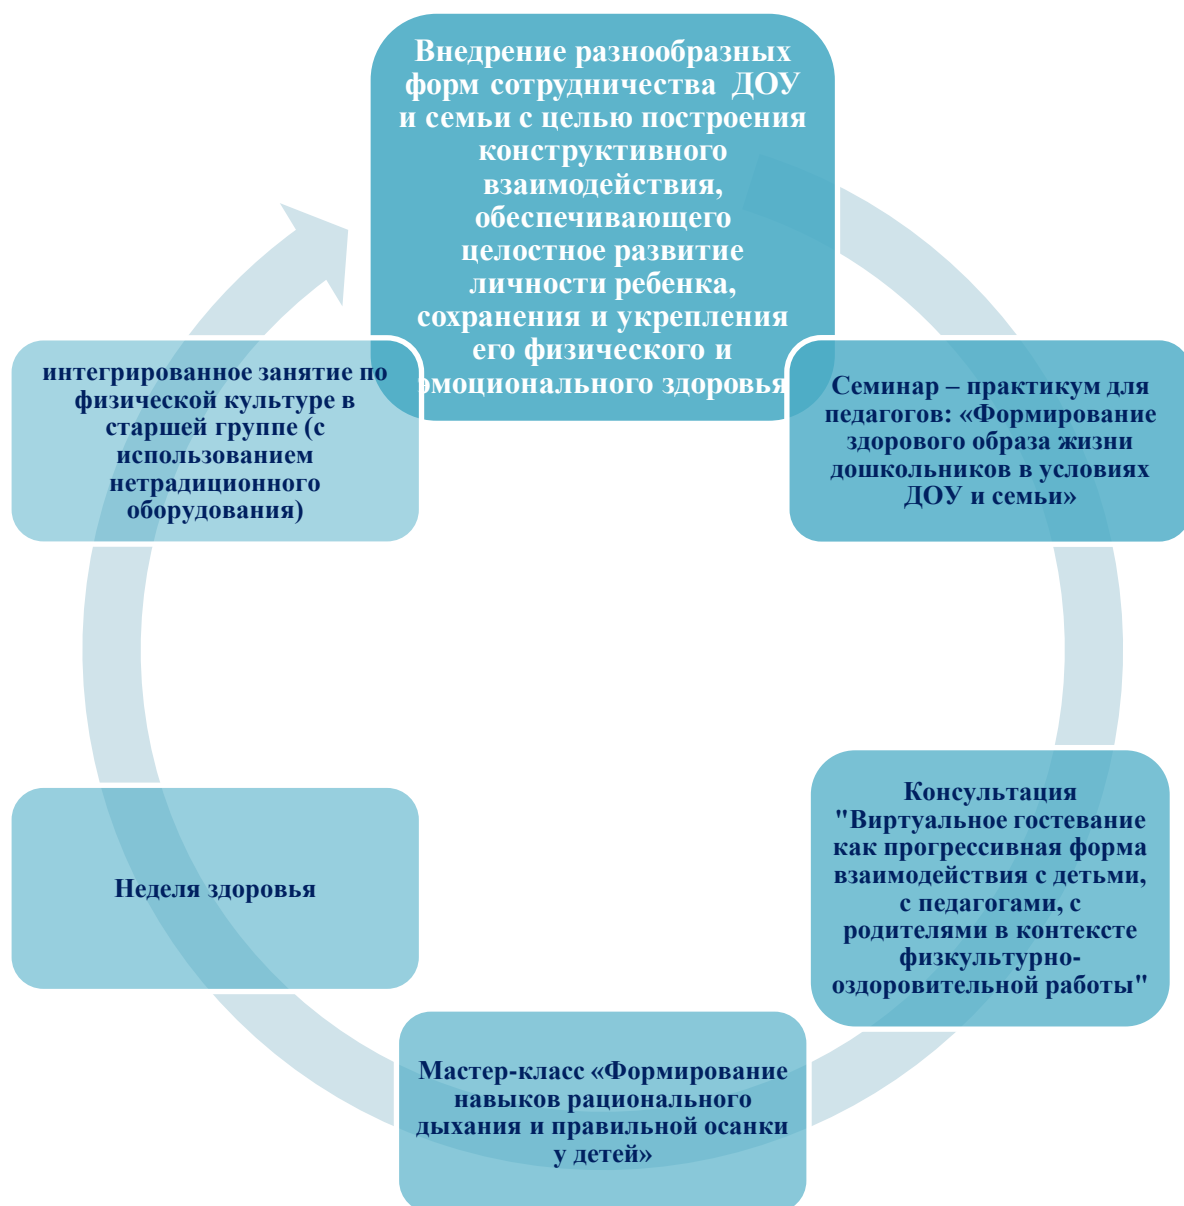 Внедрение разнообразных
форм сотрудничества ДОУ
и семьи с целью построения
конструктивного
взаимодействия,
обеспечивающего
целостное развитие
личности ребенка,
сохранения и укрепления
его физического и
эмоционального здоровья
Семинар – практикум для
педагогов: «Формирование
здорового образа жизни
дошкольников в условиях
ДОУ и семьи»
Консультация
"Виртуальное гостевание
как прогрессивная форма
взаимодействия с детьми,
с педагогами, с
родителями в контексте
физкультурно-
оздоровительной работы"
Мастер-класс «Формирование
навыков рационального
дыхания и правильной осанки
у детей»
Неделя здоровья
интегрированное занятие по
физической культуре в
старшей группе (с
использованием
нетрадиционного
оборудования)